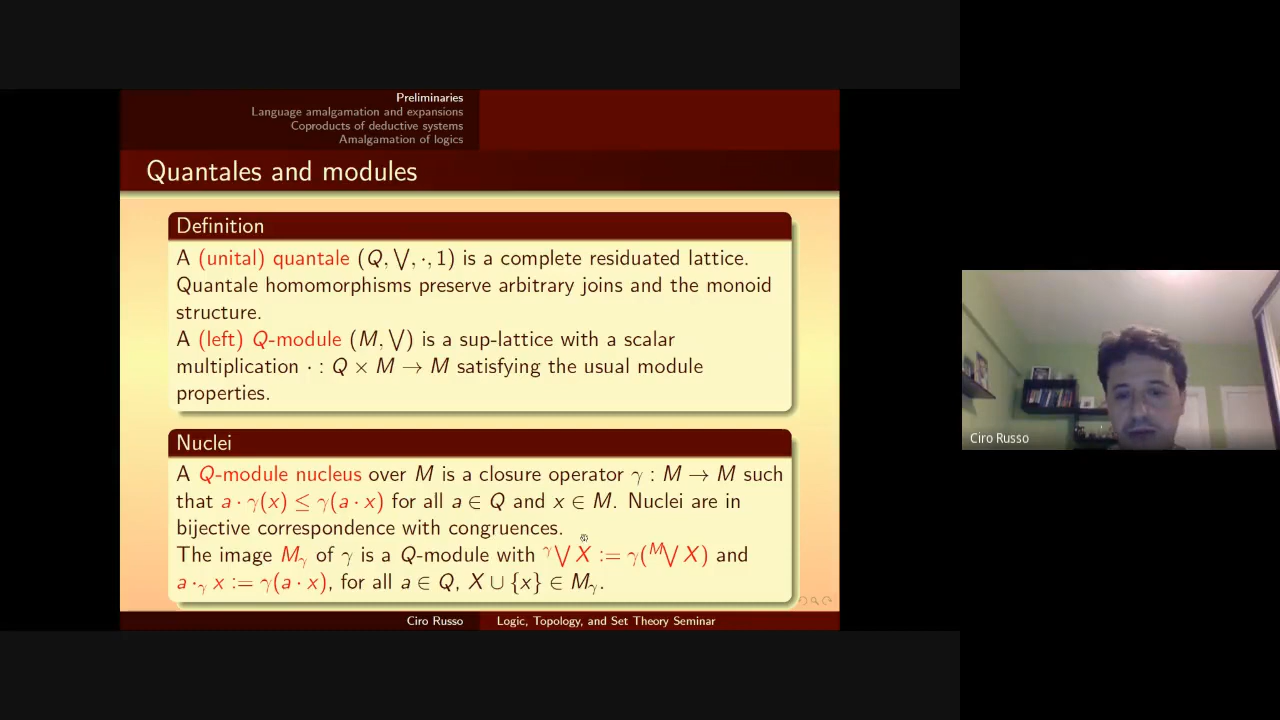 Preliminaries
Language amalgamation and expansions
Coproducts of deductive systems
Amalgamation of logics
Quantales and modules
Definition
A (unital) quantale (Q, ⋁, ·, 1) is a complete residuated lattice.
Quantale homomorphisms preserve arbitrary joins and the monoid
structure.
A (left) Q-module (M, ⋁) is a sup-lattice with a scalar
multiplication · : Q × M → M satisfying the usual module
properties.
Nuclei
A Q-module nucleus over M is a closure operator γ : M → M such
that a · γ(x) ≤ γ(a · x) for all a ∈ Q and x ∈ M. Nuclei are in
bijective correspondence with congruences.
The image M_γ of γ is a Q-module with ^γ⋁ X := γ(^M⋁ X) and
a ·_γ x := γ(a · x), for all a ∈ Q, X ∪ {x} ∈ M_γ.
Ciro Russo
Logic, Topology, and Set Theory Seminar
Ciro Russo